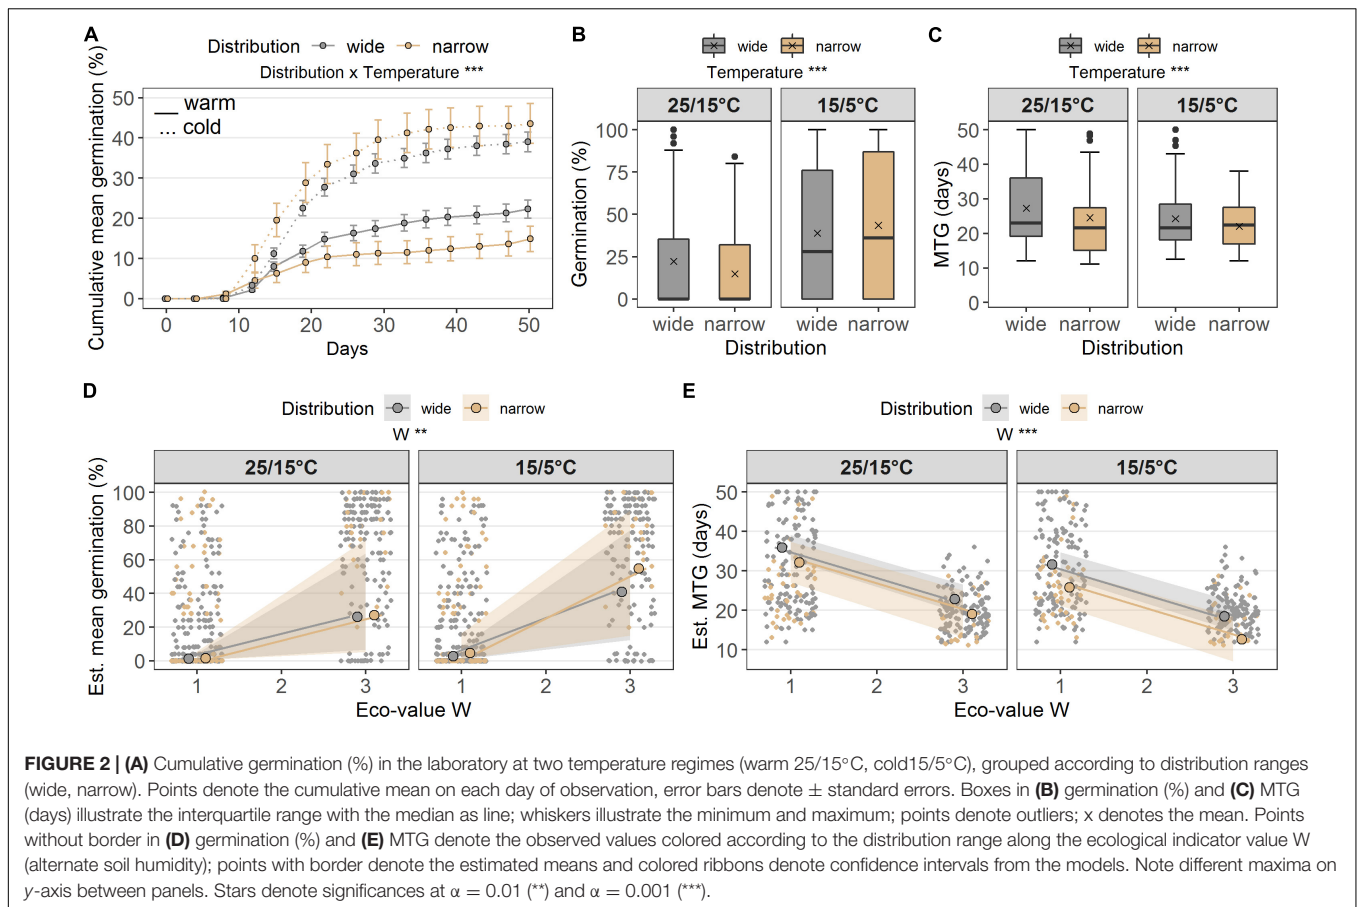 A
Distribution wide narrow
Distribution x Temperature ***
Cumulative mean germination (%)
50
40
30
20
10
0
warm
cold
0 10 20 30 40 50
Days
B
wide narrow
Temperature ***
25/15°C 15/5°C
Germination (%)
100
75
50
25
0
wide narrow wide narrow
Distribution
C
wide narrow
Temperature ***
25/15°C 15/5°C
MTG (days)
50
40
30
20
10
0
wide narrow wide narrow
Distribution
D
Distribution wide narrow
W **
25/15°C 15/5°C
Est. mean germination (%)
100
80
60
40
20
0
1 2 3 1 2 3
Eco-value W
E
Distribution wide narrow
W ***
25/15°C 15/5°C
Est. MTG (days)
50
40
30
20
10
1 2 3 1 2 3
Eco-value W
FIGURE 2 | (A) Cumulative germination (%) in the laboratory at two temperature regimes (warm 25/15°C, cold15/5°C), grouped according to distribution ranges
(wide, narrow). Points denote the cumulative mean on each day of observation, error bars denote ± standard errors. Boxes in (B) germination (%) and (C) MTG
(days) illustrate the interquartile range with the median as line; whiskers illustrate the minimum and maximum; points denote outliers; x denotes the mean. Points
without border in (D) germination (%) and (E) MTG denote the observed values colored according to the distribution range along the ecological indicator value W
(alternate soil humidity); points with border denote the estimated means and colored ribbons denote confidence intervals from the models. Note different maxima on
y-axis between panels. Stars denote significances at α = 0.01 (**) and α = 0.001 (***).